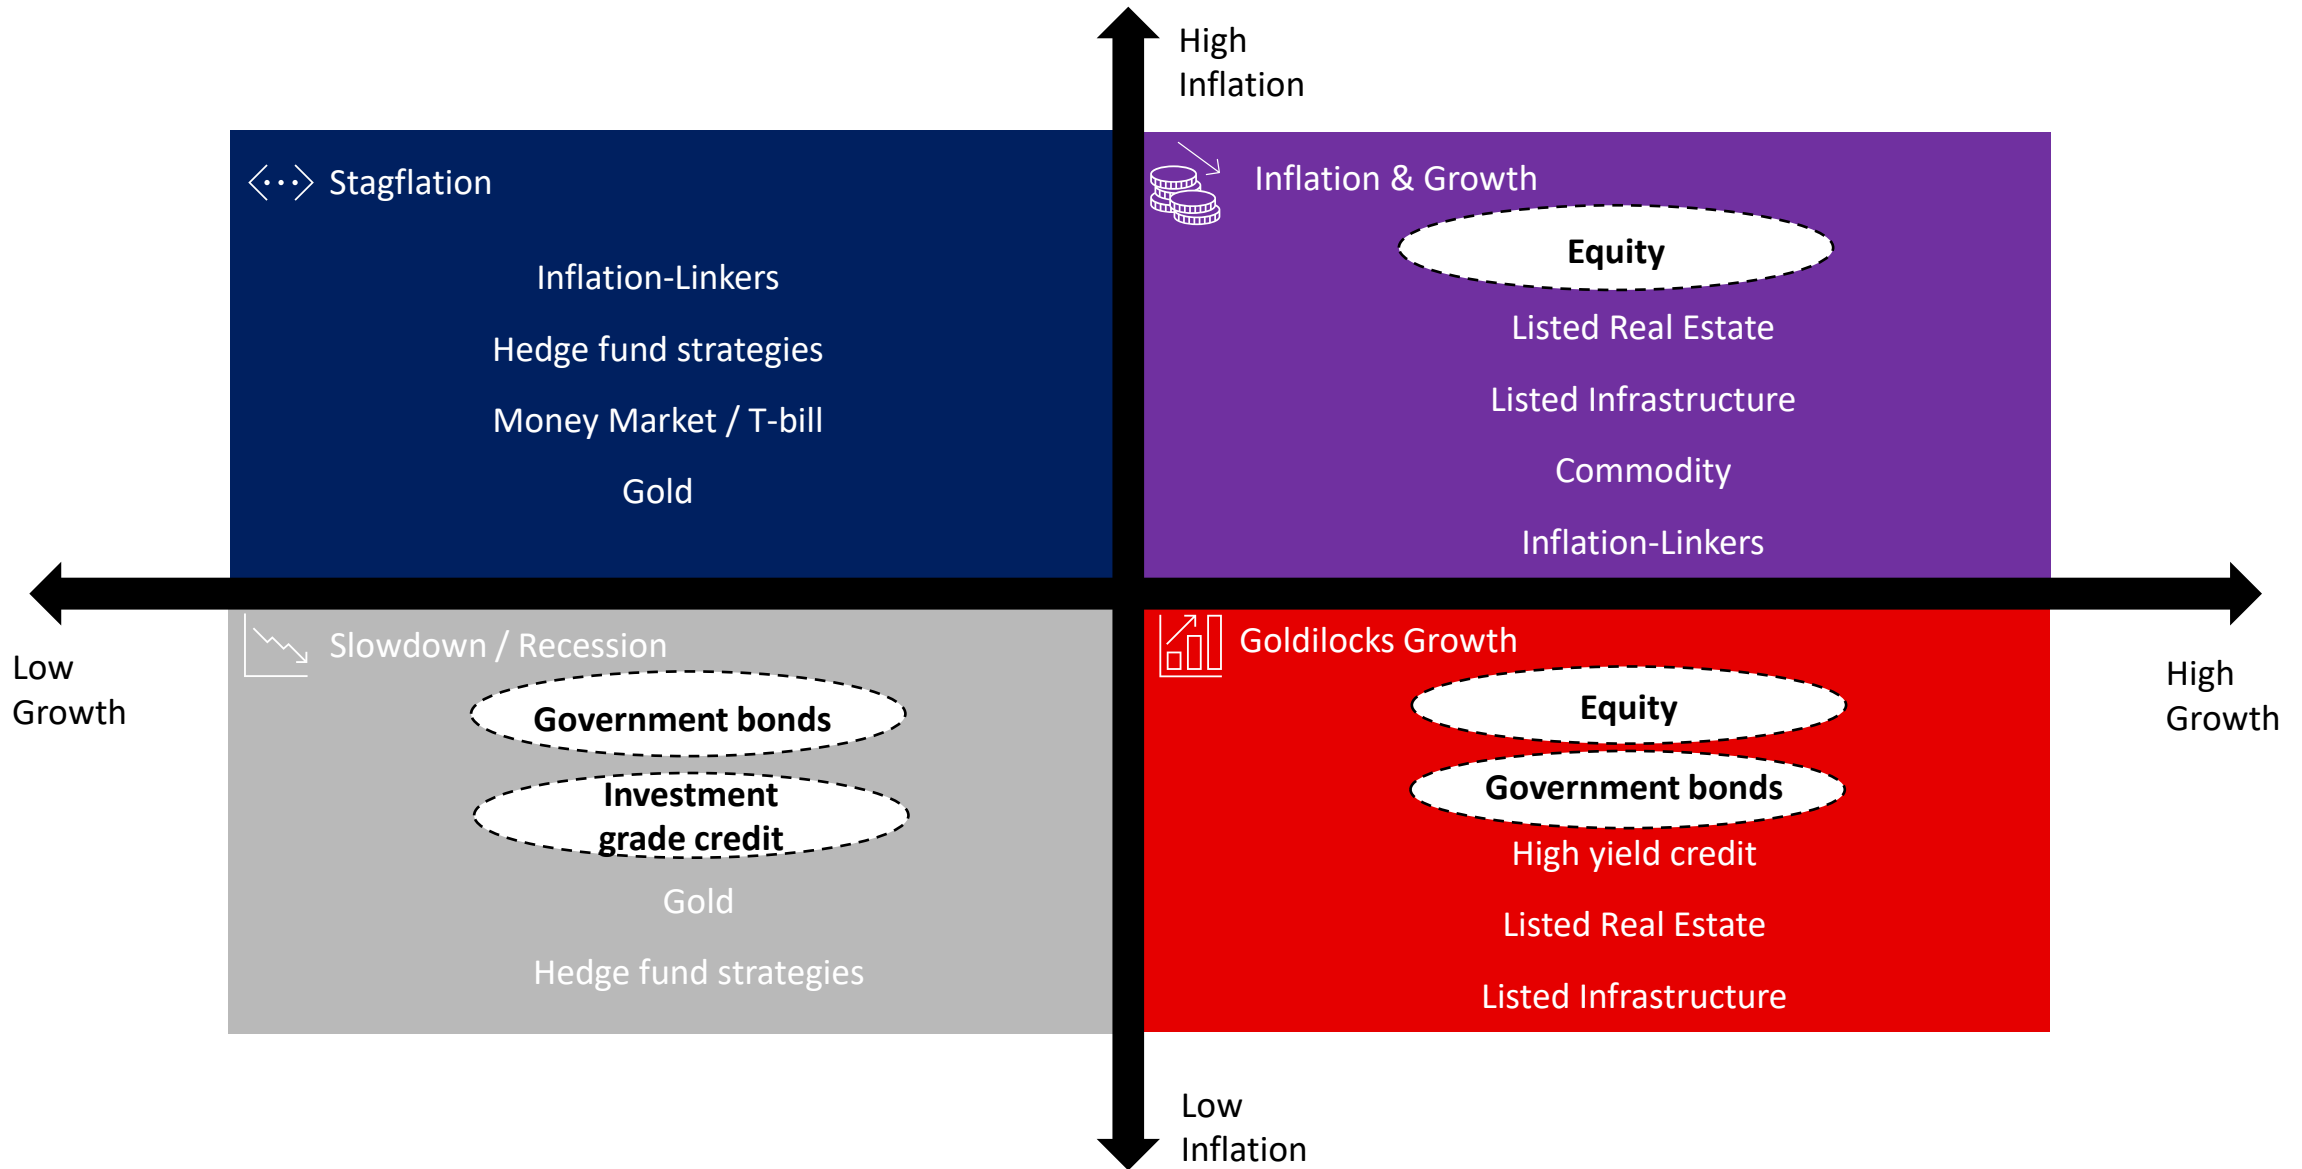 High
Inflation
Stagflation
Inflation-Linkers
Hedge fund strategies
Money Market / T-bill
Gold
Inflation & Growth
Equity
Listed Real Estate
Listed Infrastructure
Commodity
Inflation-Linkers
Low
Growth
Slowdown / Recession
Government bonds
Investment
grade credit
Gold
Hedge fund strategies
Goldilocks Growth
Equity
Government bonds
High yield credit
Listed Real Estate
Listed Infrastructure
High
Growth
Low
Inflation